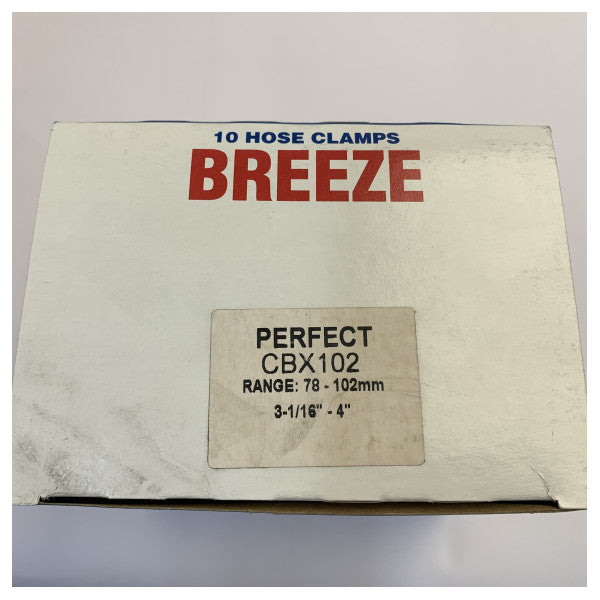 10 HOSE CLAMPS
BREEZE
PERFECT
CBX102
RANGE: 78 - 102mm
3-1/16" - 4"